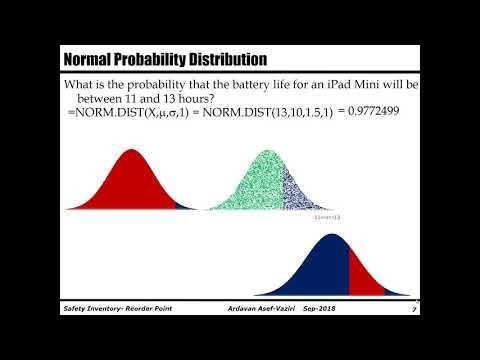 Normal Probability Distribution
What is the probability that the battery life for an iPad Mini will be
between 11 and 13 hours?
=NORM.DIST(X,μ,σ,1) = NORM.DIST(13,10,1.5,1) = 0.9772499
Safety Inventory- Reorder Point Ardavan Asef-Vaziri Sep-2018 7